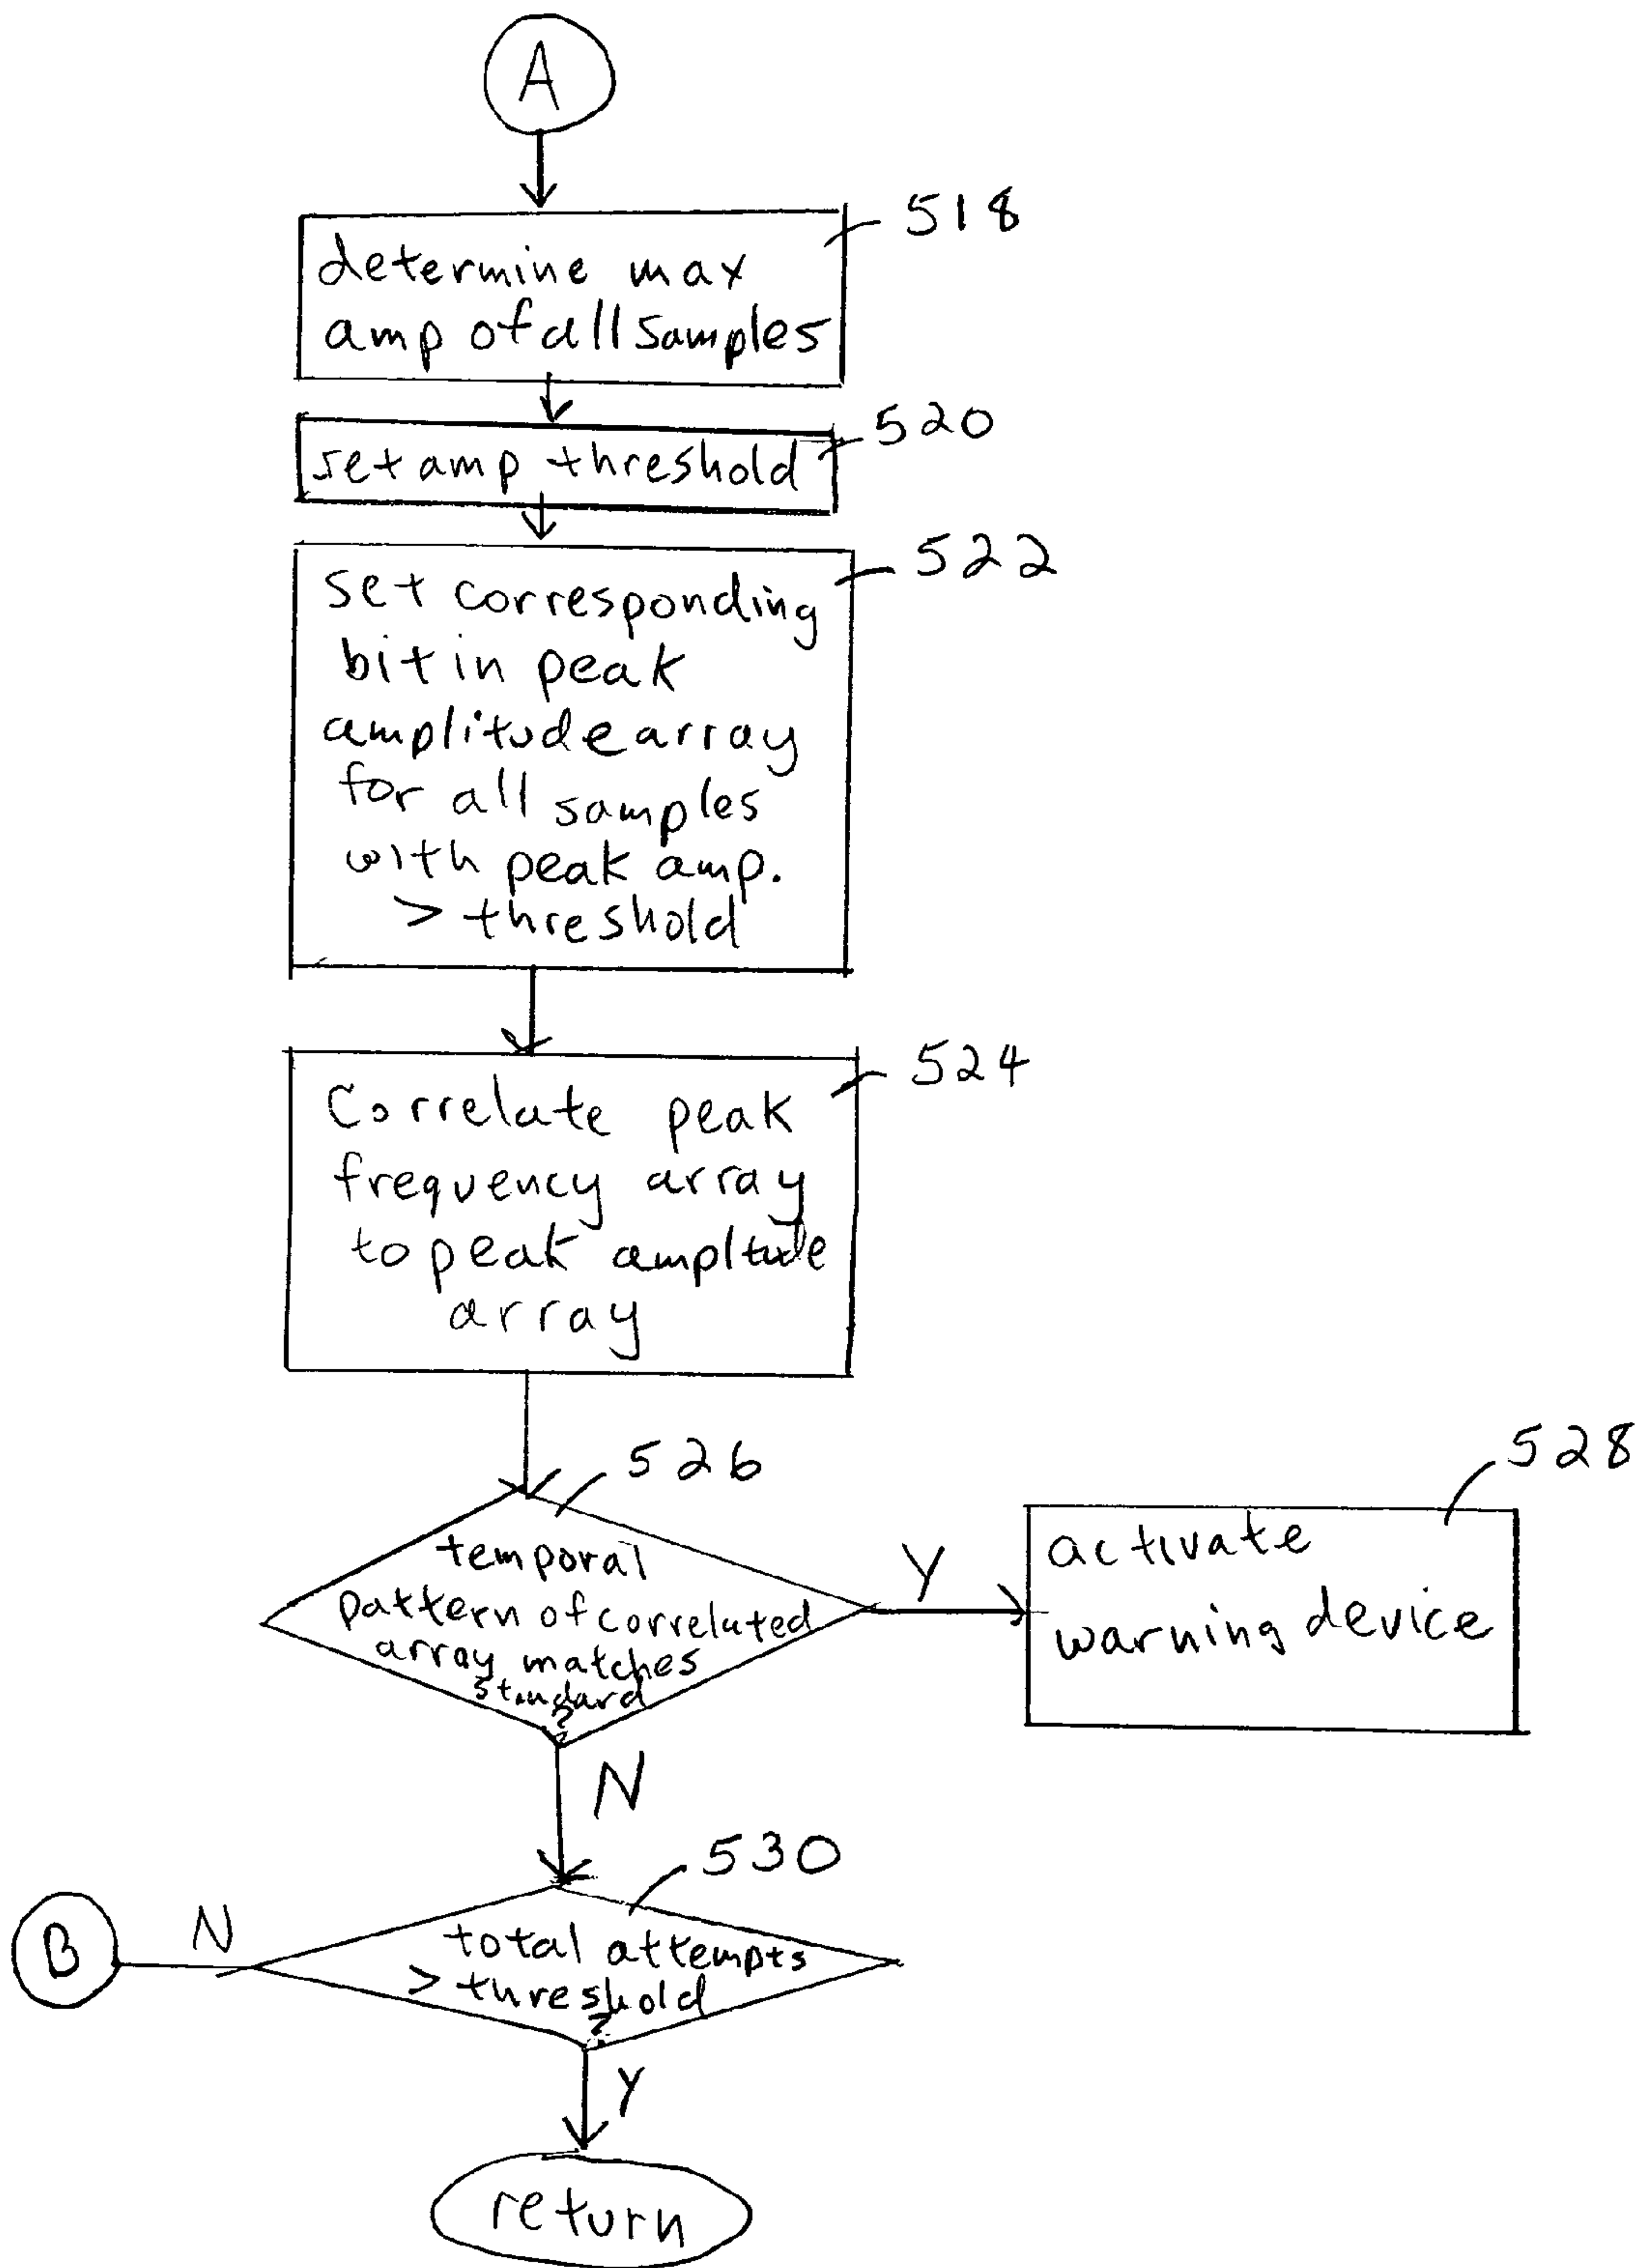 A
518
determine max
amp of all samples
520
set amp threshold
522
set corresponding
bit in peak
amplitude array
for all samples
with peak amp.
> threshold
524
Correlate peak
frequency array
to peak ampltude
array
526
temporal
pattern of correlated
array matches
standard
?
Y
528
activate
warning device
N
530
total attempts
> threshold
?
N
B
Y
return